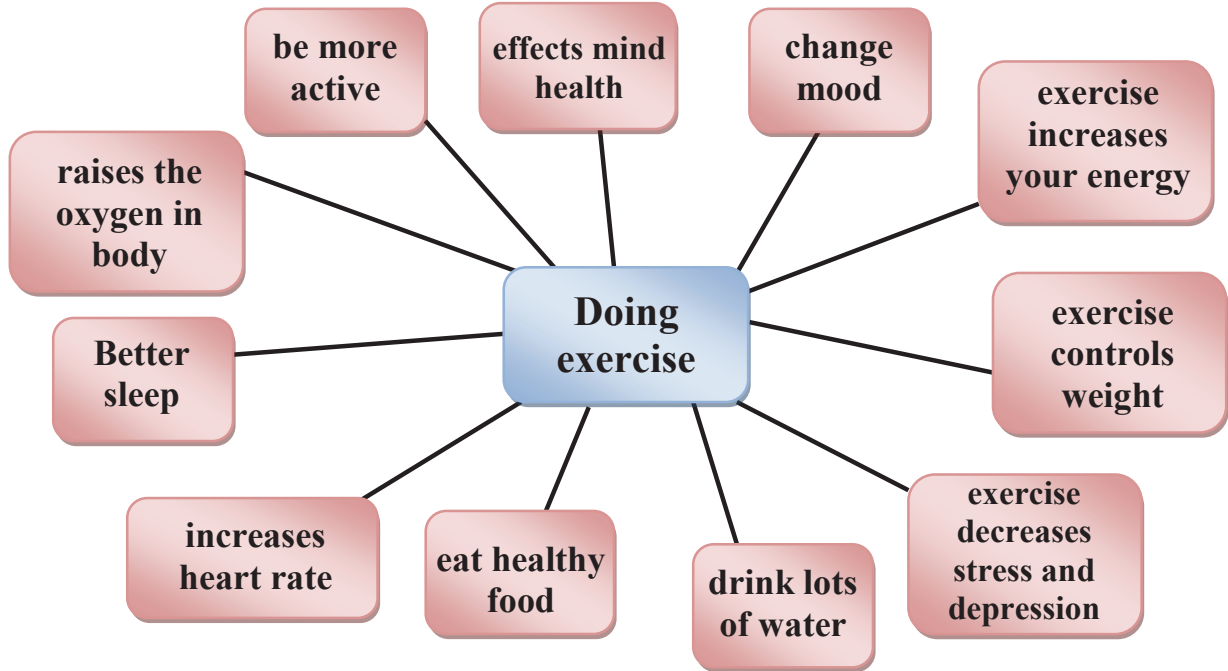 be more
active
effects mind
health
change
mood
exercise
increases
your energy
raises the
oxygen in
body
Doing
exercise
exercise
controls
weight
Better
sleep
increases
heart rate
eat healthy
food
drink lots
of water
exercise
decreases
stress and
depression